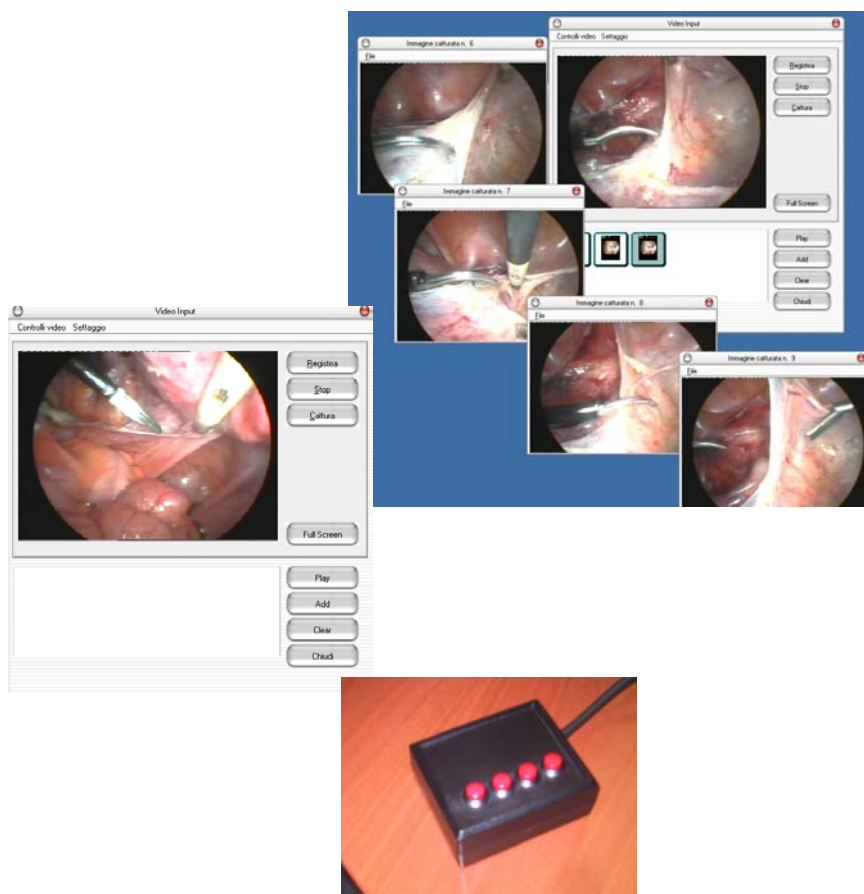 Video Input
Controlli video Settaggio
Immagine catturata n. 6
File
Registra
Stop
Cattura
Full Screen
Immagine catturata n. 7
File
Play
Add
Clear
Chiudi
Immagine catturata n. 8
File
Immagine catturata n. 9
File
Video Input
Controlli video Settaggio
Registra
Stop
Cattura
Full Screen
Play
Add
Clear
Chiudi